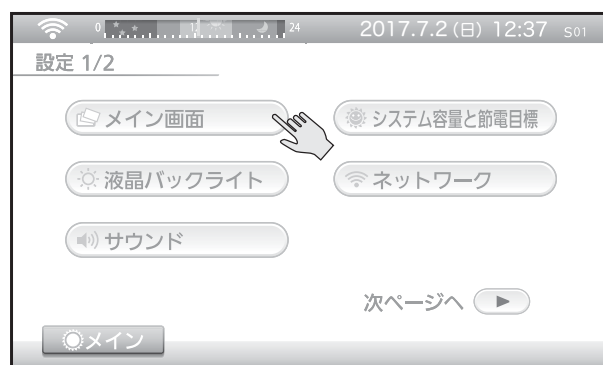 0 12 24 2017.7.2 (日) 12:37 S01
設定 1/2
メイン画面 システム容量と節電目標
液晶バックライト ネットワーク
サウンド
次ページへ
メイン